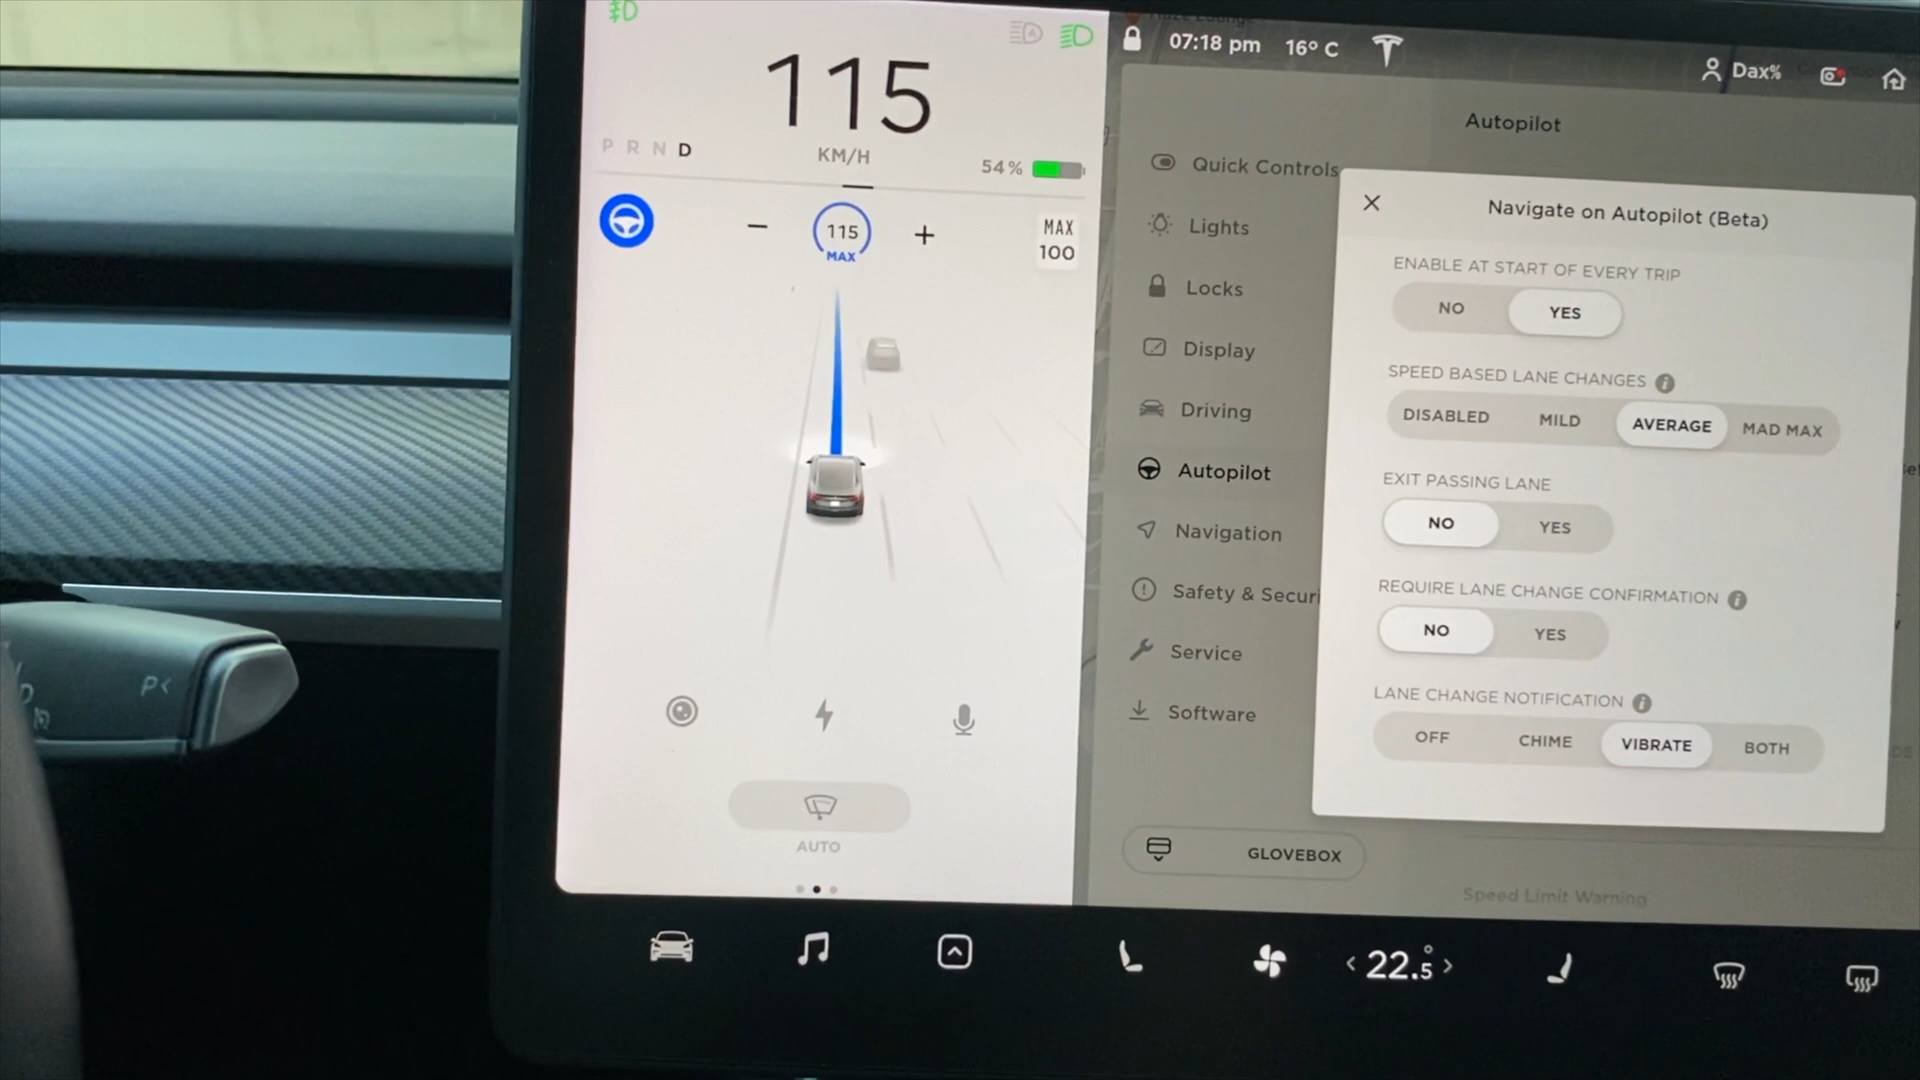 115
KM/H
P R N D
54%
115
MAX
MAX
100
AUTO
07:18 pm
16° C
Dax%
Autopilot
Quick Controls
Lights
Locks
Display
Driving
Autopilot
Navigation
Safety & Securi
Service
Software
GLOVEBOX
Speed Limit Warning
Navigate on Autopilot (Beta)
ENABLE AT START OF EVERY TRIP
NO YES
SPEED BASED LANE CHANGES
DISABLED MILD AVERAGE MAD MAX
EXIT PASSING LANE
NO YES
REQUIRE LANE CHANGE CONFIRMATION
NO YES
LANE CHANGE NOTIFICATION
OFF CHIME VIBRATE BOTH
22.5°
P